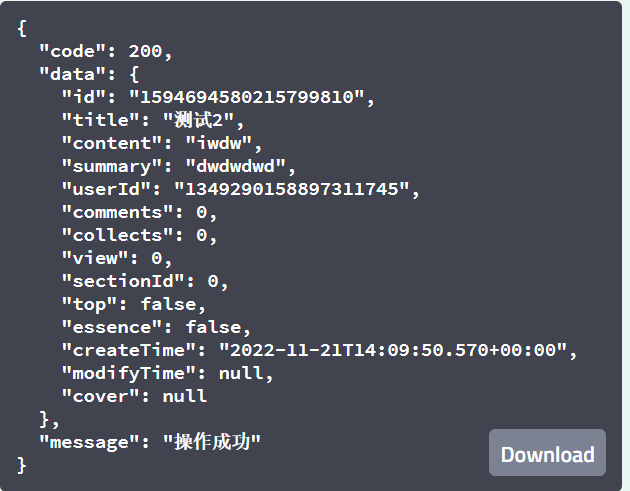 {
  "code": 200,
  "data": {
    "id": "1594694580215799810",
    "title": "测试2",
    "content": "iwdw",
    "summary": "dwdwdwd",
    "userId": "1349290158897311745",
    "comments": 0,
    "collects": 0,
    "view": 0,
    "sectionId": 0,
    "top": false,
    "essence": false,
    "createTime": "2022-11-21T14:09:50.570+00:00",
    "modifyTime": null,
    "cover": null
  },
  "message": "操作成功"
}
Download